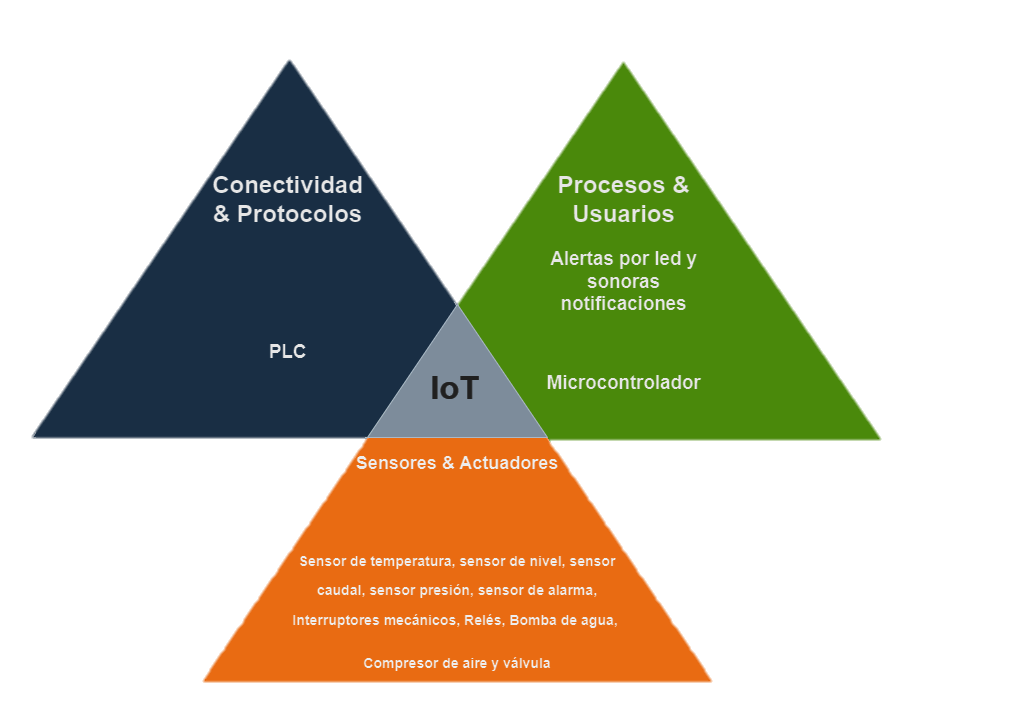 Conectividad
& Protocolos
PLC
Procesos &
Usuarios
Alertas por led y
sonoras
notificaciones
Microcontrolador
IoT
Sensores & Actuadores
Sensor de temperatura, sensor de nivel, sensor
caudal, sensor presión, sensor de alarma,
Interruptores mecánicos, Relés, Bomba de agua,
Compresor de aire y válvula